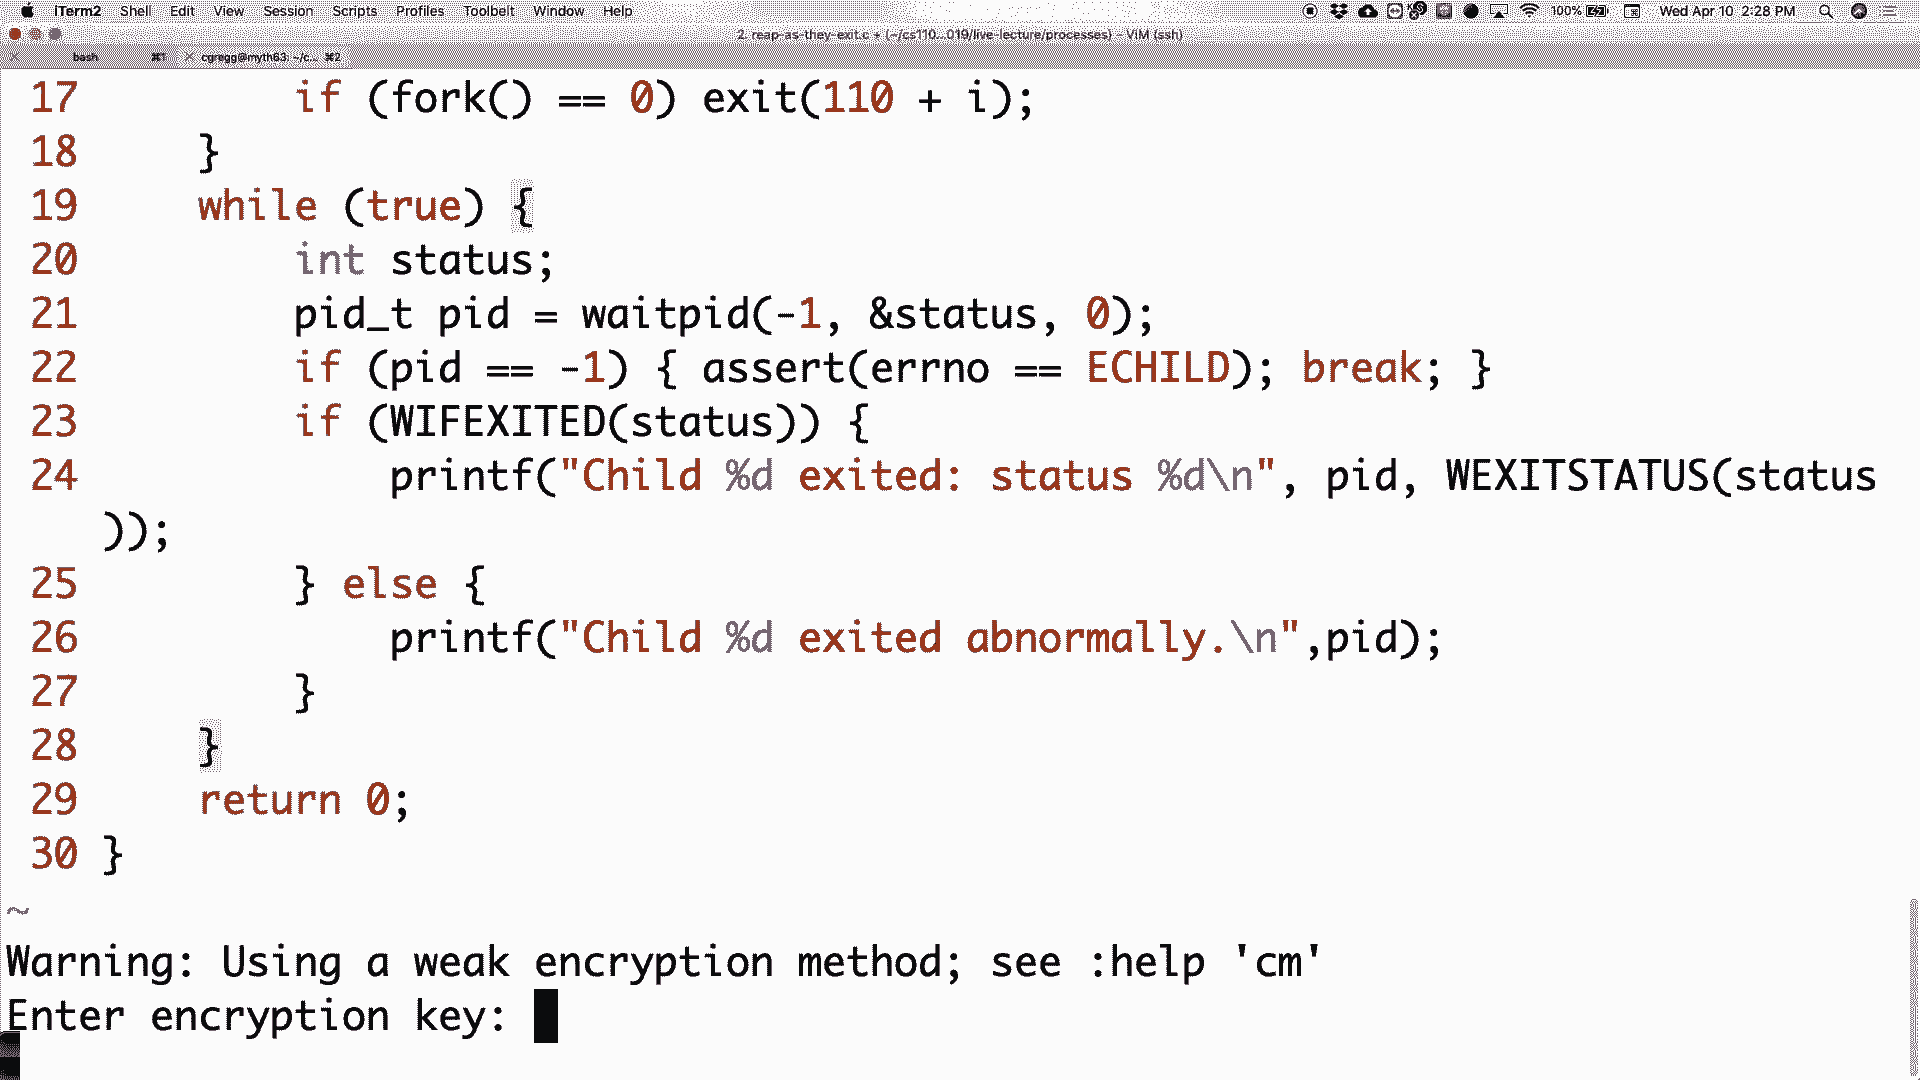 iTerm2 Shell Edit View Session Scripts Profiles Toolbelt Window Help 100% Wed Apr 10 2:28 PM
2. reap-as-they-exit.c + (~/cs110...019/live-lecture/processes) - VIM (ssh)
bash ⌘1 cgregg@myth63: ~/c... ⌘2
17 if (fork() == 0) exit(110 + i);
18 }
19 while (true) {
20 int status;
21 pid_t pid = waitpid(-1, &status, 0);
22 if (pid == -1) { assert(errno == ECHILD); break; }
23 if (WIFEXITED(status)) {
24 printf("Child %d exited: status %d\n", pid, WEXITSTATUS(status
));
25 } else {
26 printf("Child %d exited abnormally.\n",pid);
27 }
28 }
29 return 0;
30 }
~
Warning: Using a weak encryption method; see :help 'cm'
Enter encryption key: